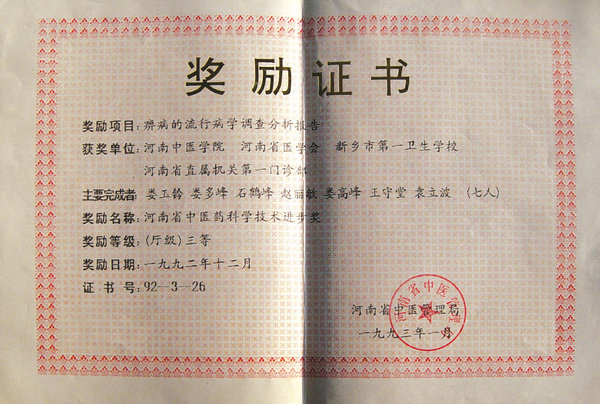 奖励证书
奖励项目: 痹病的流行病学调查分析报告
获奖单位: 河南中医学院 河南省医学会 新乡市第一卫生学校
河南省直属机关第一门诊部
主要完成者: 娄玉钤 娄多峰 石鹤峰 赵丽敏 娄高峰 王守堂 袁立波 (七人)
奖励名称: 河南省中医药科学技术进步奖
奖励等级: (厅级)三等
奖励日期: 一九九二年十二月
证书号: 92-3-26
河南省中医管理局
一九九三年一月